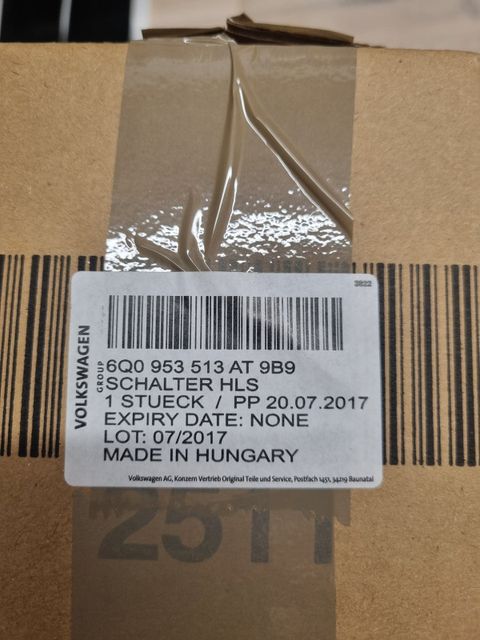 3822
VOLKSWAGEN
GROUP
6Q0 953 513 AT 9B9
SCHALTER HLS
1 STUECK / PP 20.07.2017
EXPIRY DATE: NONE
LOT: 07/2017
MADE IN HUNGARY
Volkswagen AG, Konzern Vertrieb Original Teile und Service, Postfach 1451, 34219 Baunatal
2511